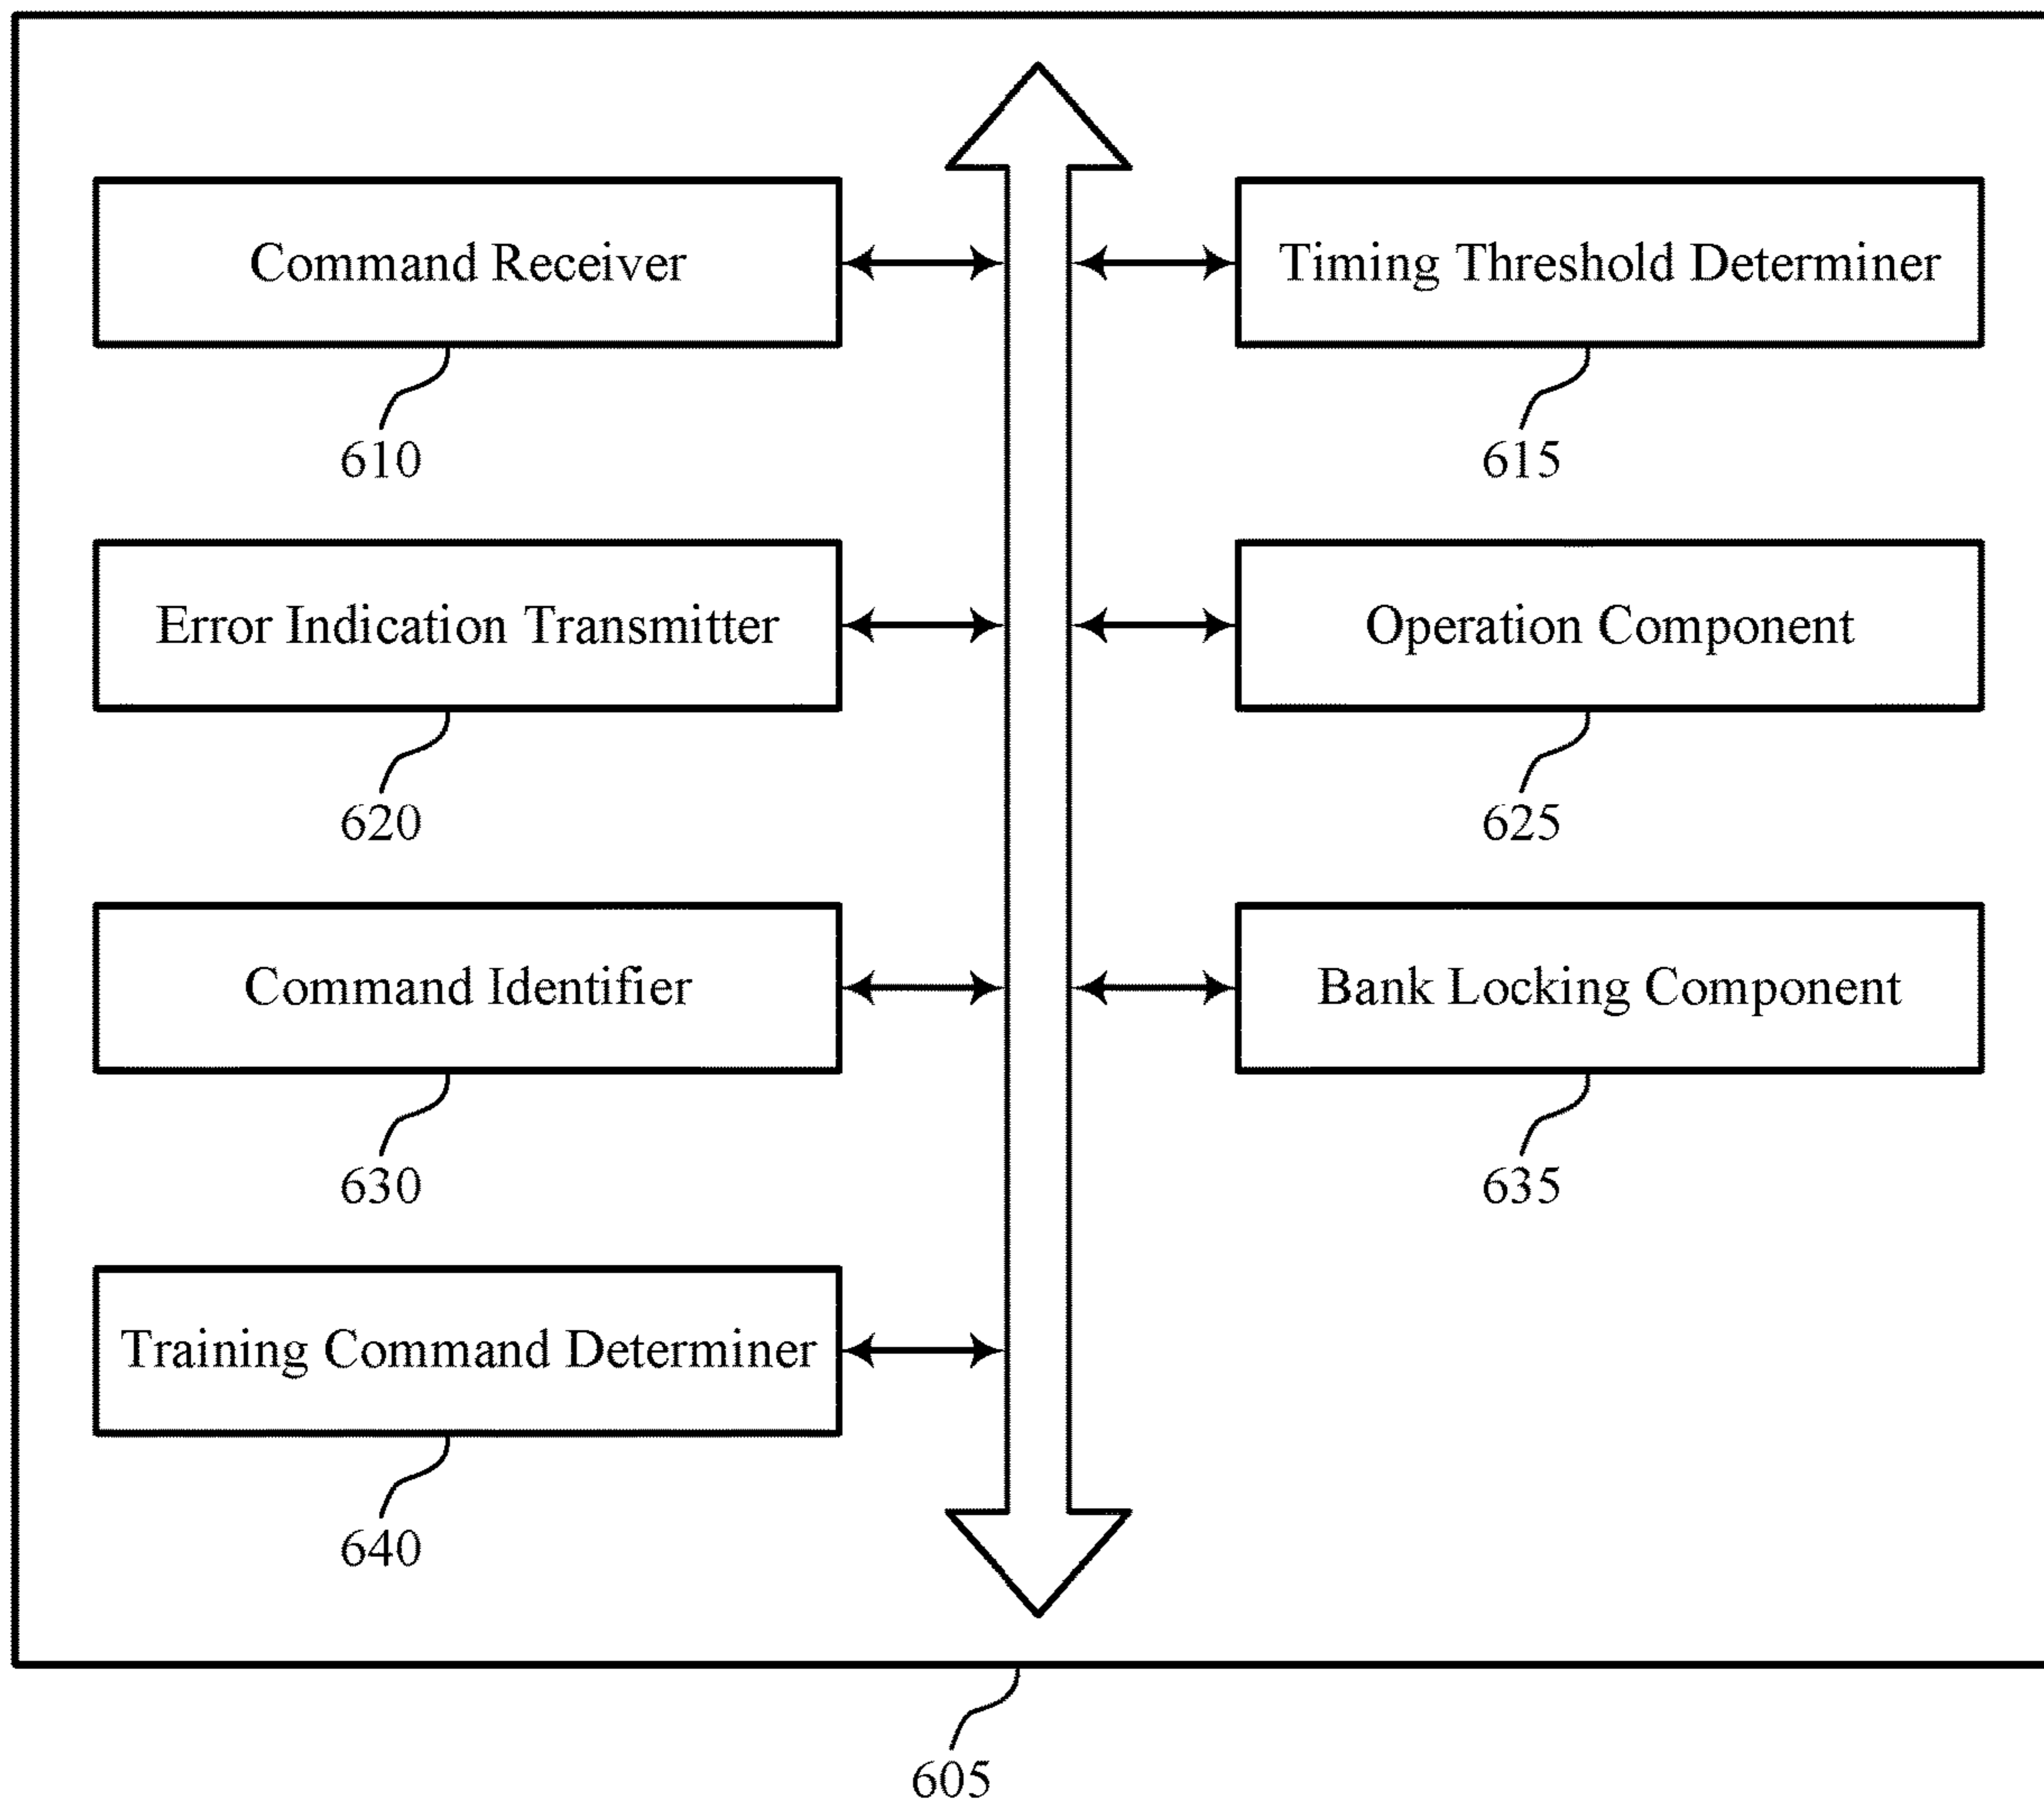 Command Receiver
Timing Threshold Determiner
610
615
Error Indication Transmitter
Operation Component
620
625
Command Identifier
Bank Locking Component
630
635
Training Command Determiner
640
605